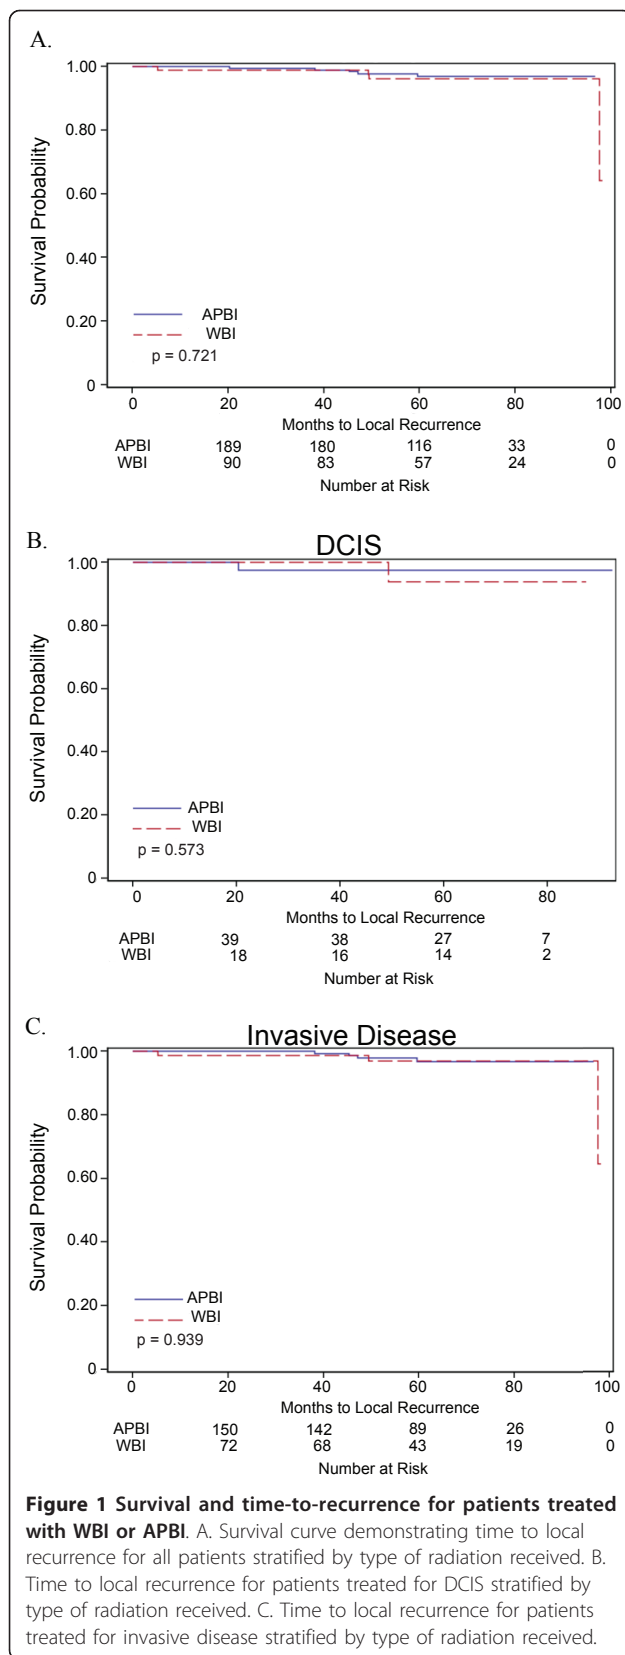 A.
1.00
0.80
0.60
0.40
0.20
0
Survival Probability
APBI
WBI
p = 0.721
0 20 40 60 80 100
Months to Local Recurrence
APBI 189 180 116 33 0
WBI 90 83 57 24 0
Number at Risk
B.
DCIS
1.00
0.80
0.60
0.40
0.20
0
Survival Probability
APBI
WBI
p = 0.573
0 20 40 60 80
Months to Local Recurrence
APBI 39 38 27 7
WBI 18 16 14 2
Number at Risk
C.
Invasive Disease
1.00
0.80
0.60
0.40
0.20
0
Survival Probability
APBI
WBI
p = 0.939
0 20 40 60 80 100
Months to Local Recurrence
APBI 150 142 89 26 0
WBI 72 68 43 19 0
Number at Risk
Figure 1 Survival and time-to-recurrence for patients treated
with WBI or APBI. A. Survival curve demonstrating time to local
recurrence for all patients stratified by type of radiation received. B.
Time to local recurrence for patients treated for DCIS stratified by
type of radiation received. C. Time to local recurrence for patients
treated for invasive disease stratified by type of radiation received.